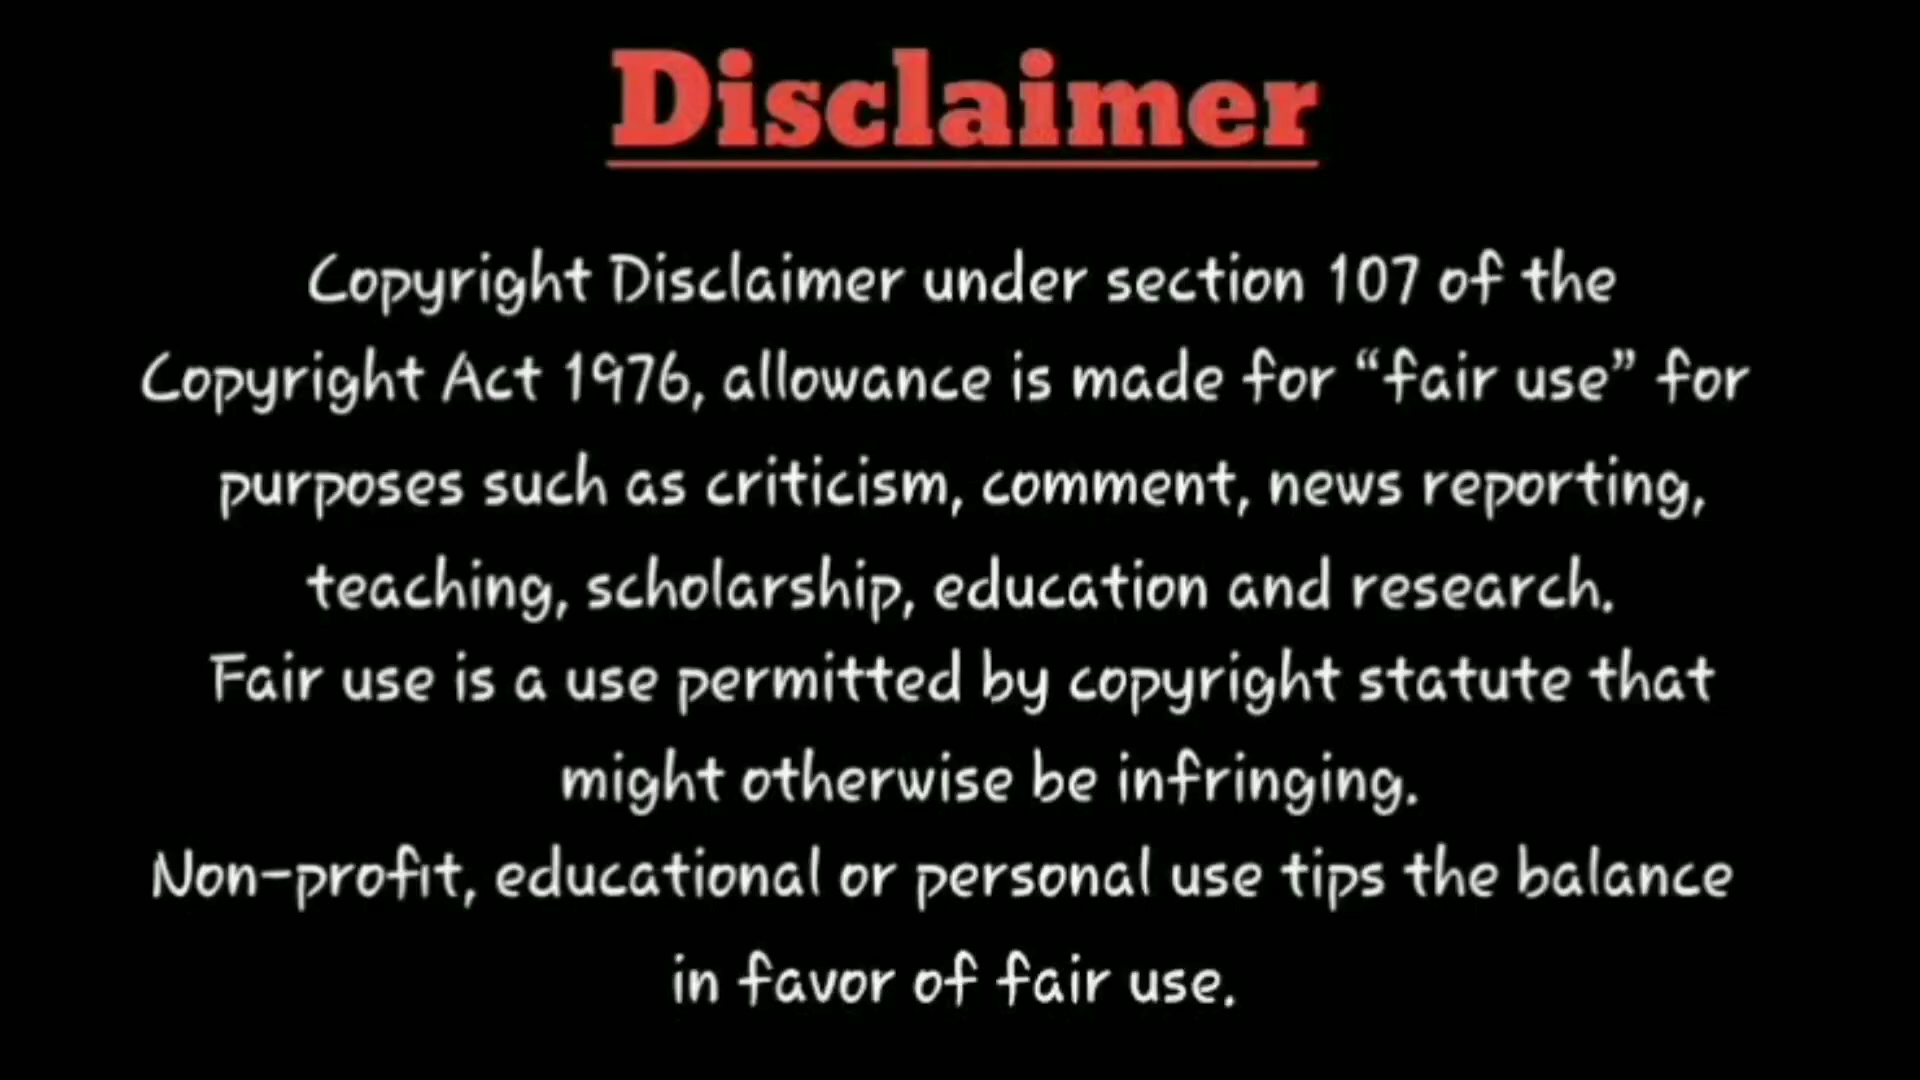 Disclaimer
Copyright Disclaimer under section 107 of the
Copyright Act 1976, allowance is made for “fair use” for
purposes such as criticism, comment, news reporting,
teaching, scholarship, education and research.
Fair use is a use permitted by copyright statute that
might otherwise be infringing.
Non-profit, educational or personal use tips the balance
in favor of fair use.